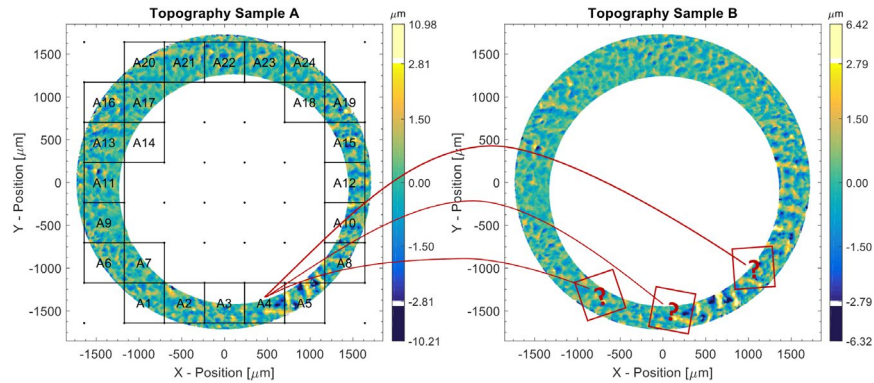 Topography Sample A
μm
10.98
2.81
1.50
0.00
-1.50
-2.81
-10.21
1500
1000
500
0
-500
-1000
-1500
Y - Position [μm]
A20 A21 A22 A23 A24
A16 A17 A18 A19
A13 A14 A15
A11 A12
A9 A10
A6 A7 A8
A1 A2 A3 A4 A5
-1500 -1000 -500 0 500 1000 1500
X - Position [μm]
Topography Sample B
μm
6.42
2.79
1.50
0.00
-1.50
-2.79
-6.32
1500
1000
500
0
-500
-1000
-1500
Y - Position [μm]
?
? ?
-1500 -1000 -500 0 500 1000 1500
X - Position [μm]